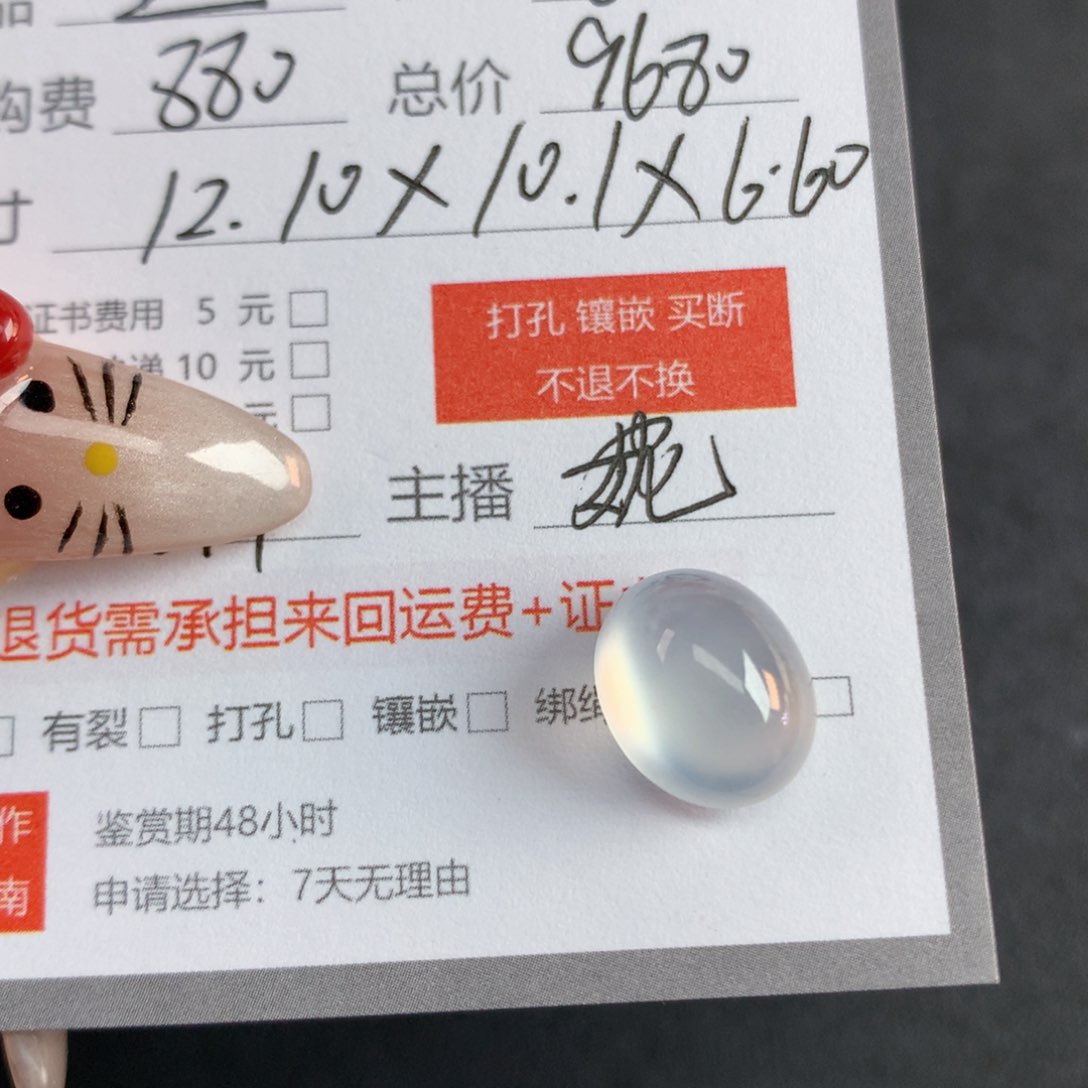 品
购费 880 总价 9680
寸 12.10×10.1×6.60
证书费用 5 元
递 10 元
元
打孔 镶嵌 买断
不退不换
主播
退货需承担来回运费+证
有裂 打孔 镶嵌 绑
作 鉴赏期48小时
南 申请选择：7天无理由